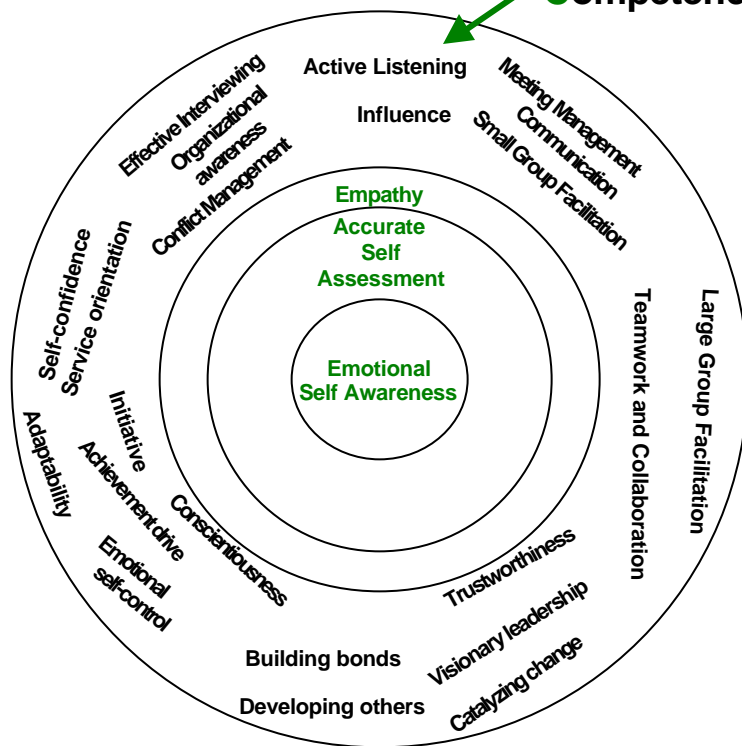 Active Listening
Influence
Effective Interviewing
Organizational
awareness
Conflict Management
Meeting Management
Communication
Small Group Facilitation
Empathy
Accurate
Self
Assessment
Emotional
Self Awareness
Self-confidence
Service orientation
Large Group Facilitation
Teamwork and Collaboration
Initiative
Adaptability
Achievement drive
Conscientiousness
Emotional
self-control
Trustworthiness
Visionary leadership
Catalyzing change
Building bonds
Developing others